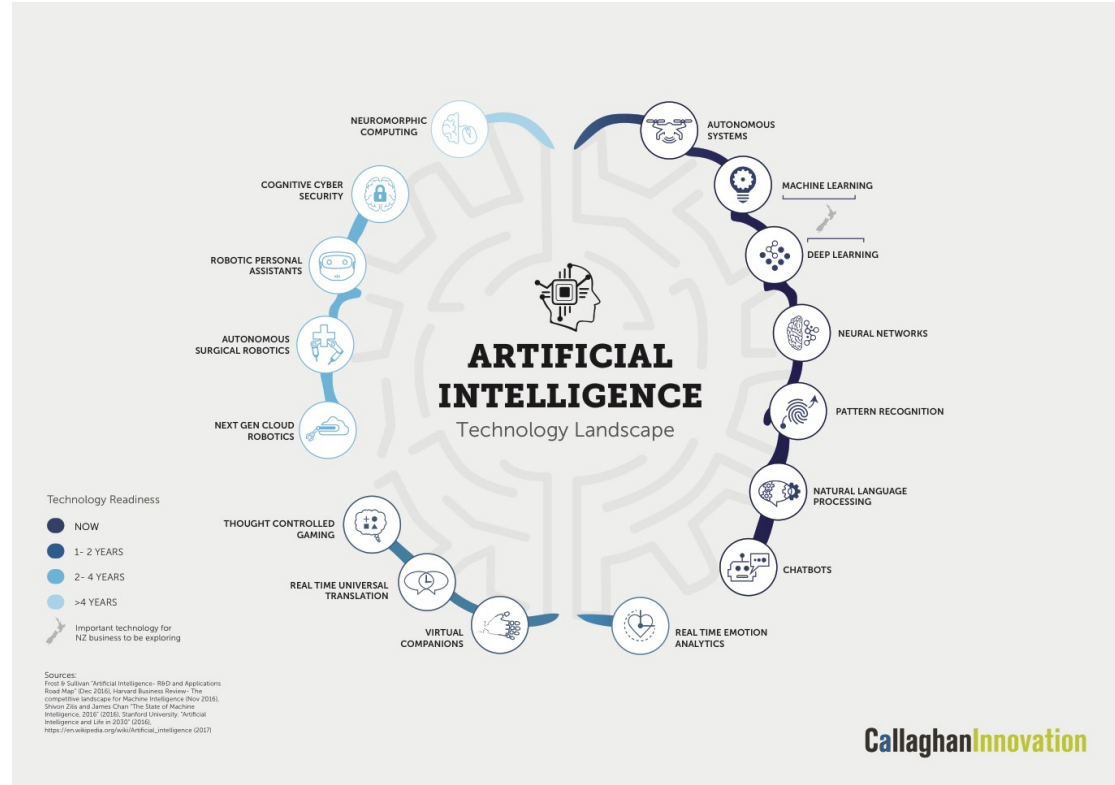 NEUROMORPHIC
COMPUTING
AUTONOMOUS
SYSTEMS
COGNITIVE CYBER
SECURITY
MACHINE LEARNING
ROBOTIC PERSONAL
ASSISTANTS
DEEP LEARNING
AUTONOMOUS
SURGICAL ROBOTICS
NEURAL NETWORKS
ARTIFICIAL
INTELLIGENCE
Technology Landscape
NEXT GEN CLOUD
ROBOTICS
PATTERN RECOGNITION
NATURAL LANGUAGE
PROCESSING
THOUGHT CONTROLLED
GAMING
CHATBOTS
REAL TIME UNIVERSAL
TRANSLATION
VIRTUAL
COMPANIONS
REAL TIME EMOTION
ANALYTICS
Technology Readiness
NOW
1- 2 YEARS
2- 4 YEARS
>4 YEARS
Important technology for
NZ business to be exploring
Sources:
Frost & Sullivan "Artificial Intelligence- R&D and Applications
Road Map" (Dec 2016), Harvard Business Review- The
competitive landscape for Machine Intelligence (Nov 2016).
Shivon Zilis and James Chan "The State of Machine
Intelligence, 2016" (2016), Stanford University. "Artificial
Intelligence and Life in 2030" (2016),
https://en.wikipedia.org/wiki/Artificial_intelligence (2017)
CallaghanInnovation